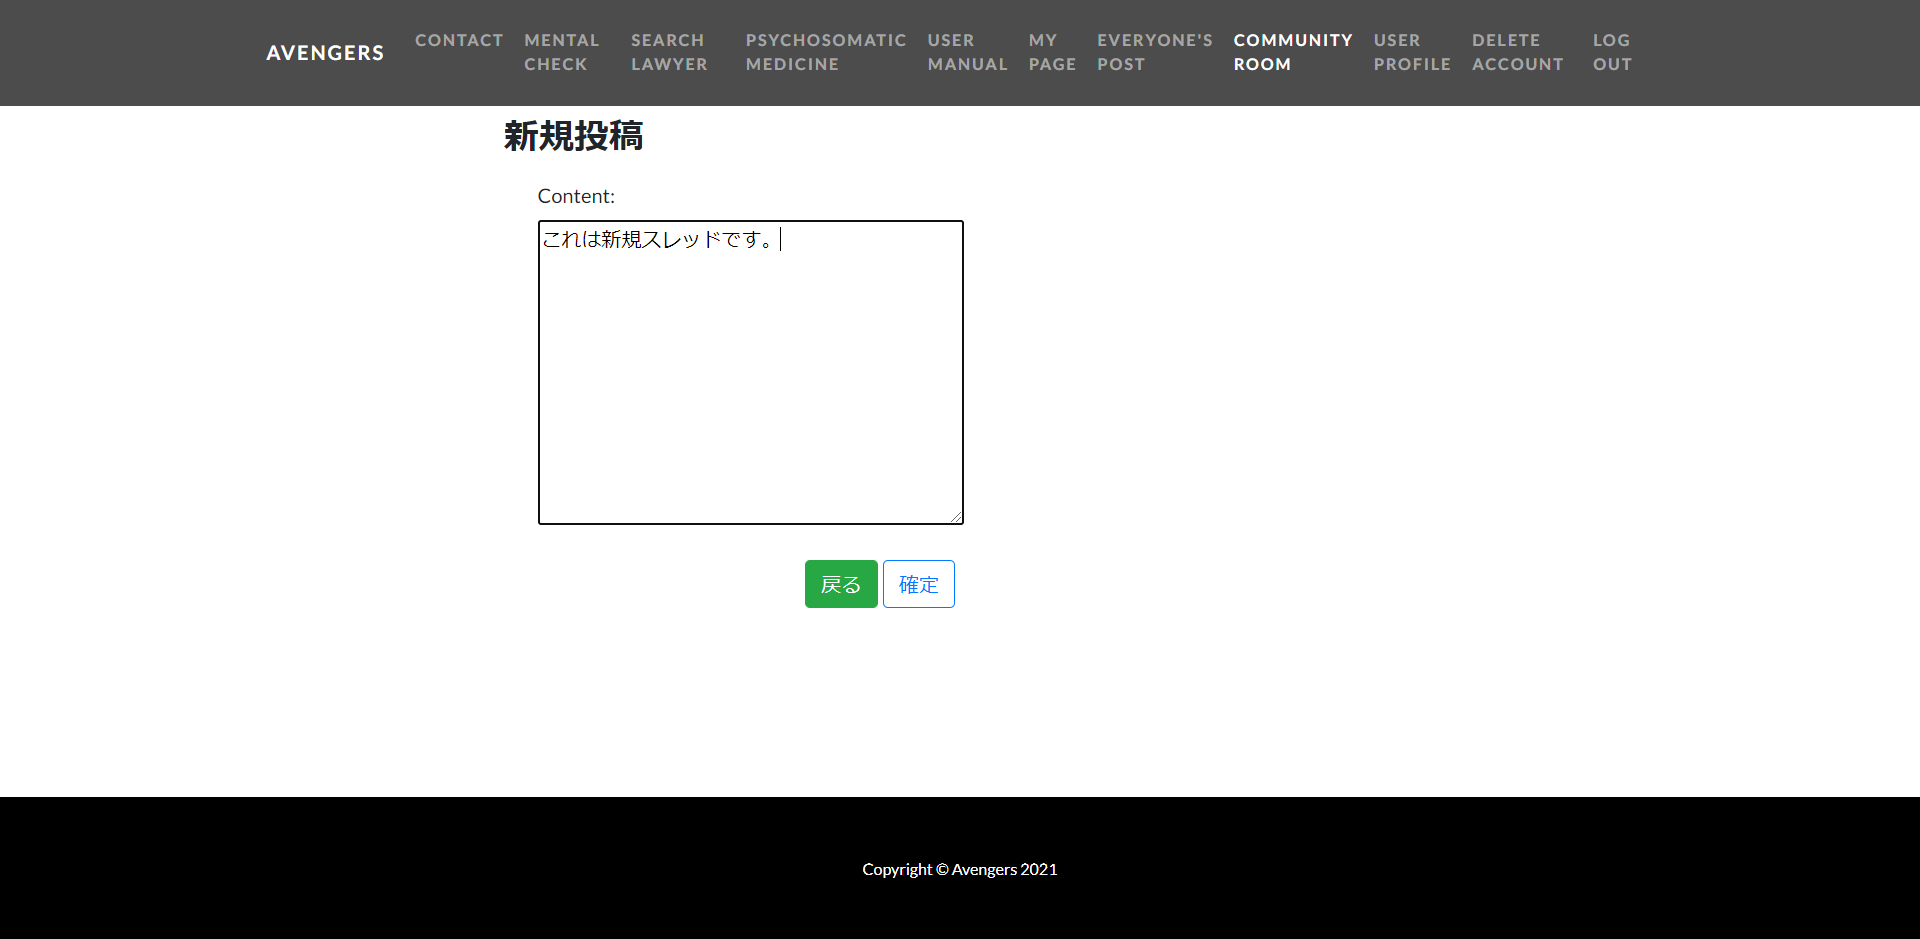 AVENGERS
CONTACT
MENTAL
CHECK
SEARCH
LAWYER
PSYCHOSOMATIC
MEDICINE
USER
MANUAL
MY
PAGE
EVERYONE'S
POST
COMMUNITY
ROOM
USER
PROFILE
DELETE
ACCOUNT
LOG
OUT
新規投稿
Content:
これは新規スレッドです。
戻る
確定
Copyright © Avengers 2021